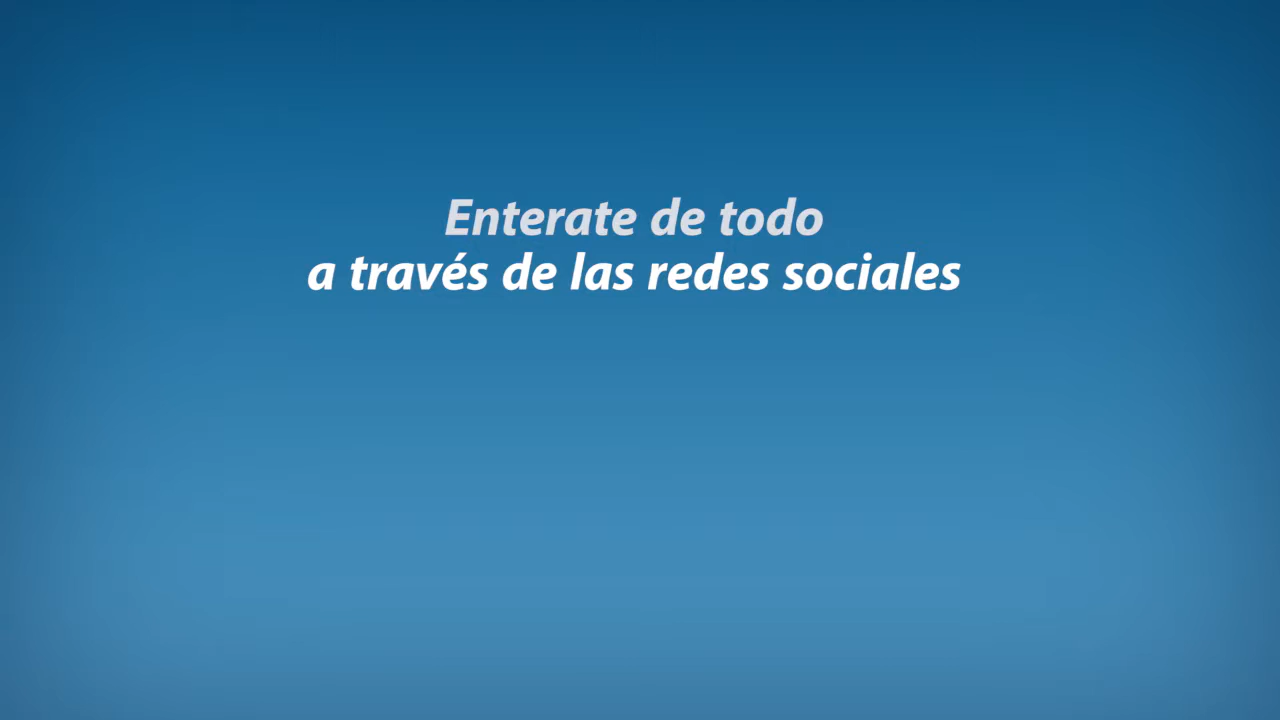 Enterate de todo
a través de las redes sociales